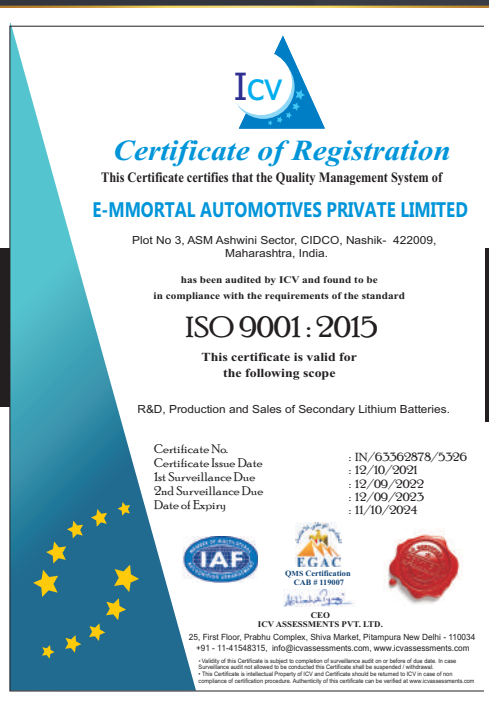 Icv
Certificate of Registration
This Certificate certifies that the Quality Management System of
E-MMORTAL AUTOMOTIVES PRIVATE LIMITED
Plot No 3, ASM Ashwini Sector, CIDCO, Nashik- 422009,
Maharashtra, India.
has been audited by ICV and found to be
in compliance with the requirements of the standard
ISO 9001 : 2015
This certificate is valid for
the following scope
R&D, Production and Sales of Secondary Lithium Batteries.
Certificate No. : IN/63362878/5326
Certificate Issue Date : 12/10/2021
1st Surveillance Due : 12/09/2022
2nd Surveillance Due : 12/09/2023
Date of Expiry : 11/10/2024
IAF
EGAC
QMS Certification
CAB # 119007
CEO
ICV ASSESSMENTS PVT. LTD.
25, First Floor, Prabhu Complex, Shiva Market, Pitampura New Delhi - 110034
+91 - 11-41548315, info@icvassessments.com, www.icvassessments.com
• Validity of this Certificate is subject to completion of surveillance audit on or before of due date. In case
Surveillance audit not allowed to be conducted this Certificate shall be suspended / withdrawal.
• This Certificate is intellectual Property of ICV and Certificate should be returned to ICV in case of non
compliance of certification procedure. Authenticity of this certificate can be verified at www.icvassessments.com